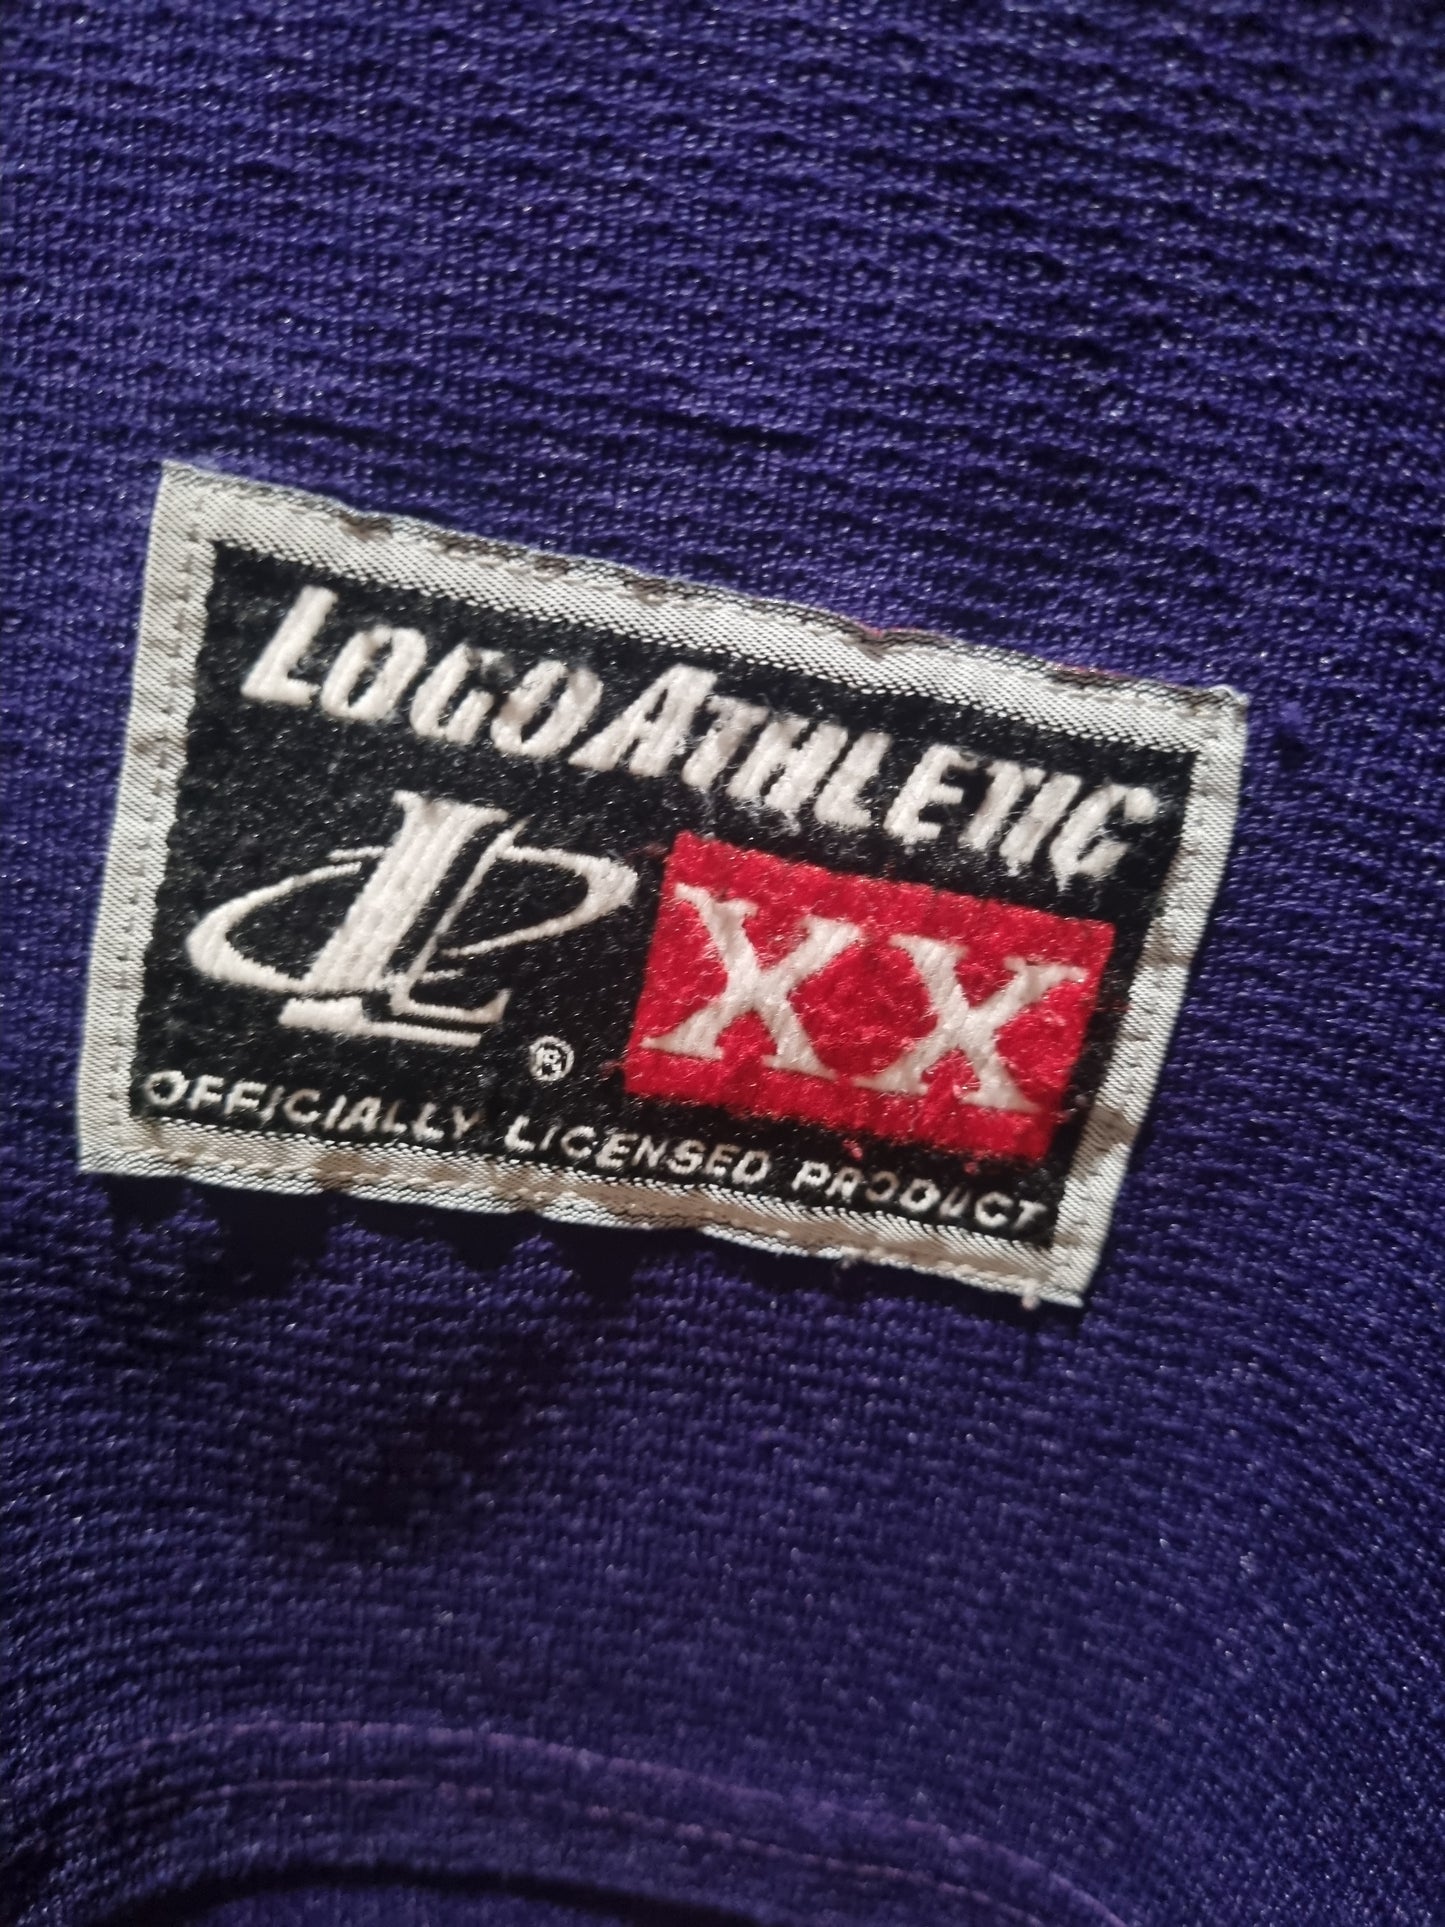 LOGO ATHLETIC
L XX
®
OFFICIALLY LICENSED PRODUCT